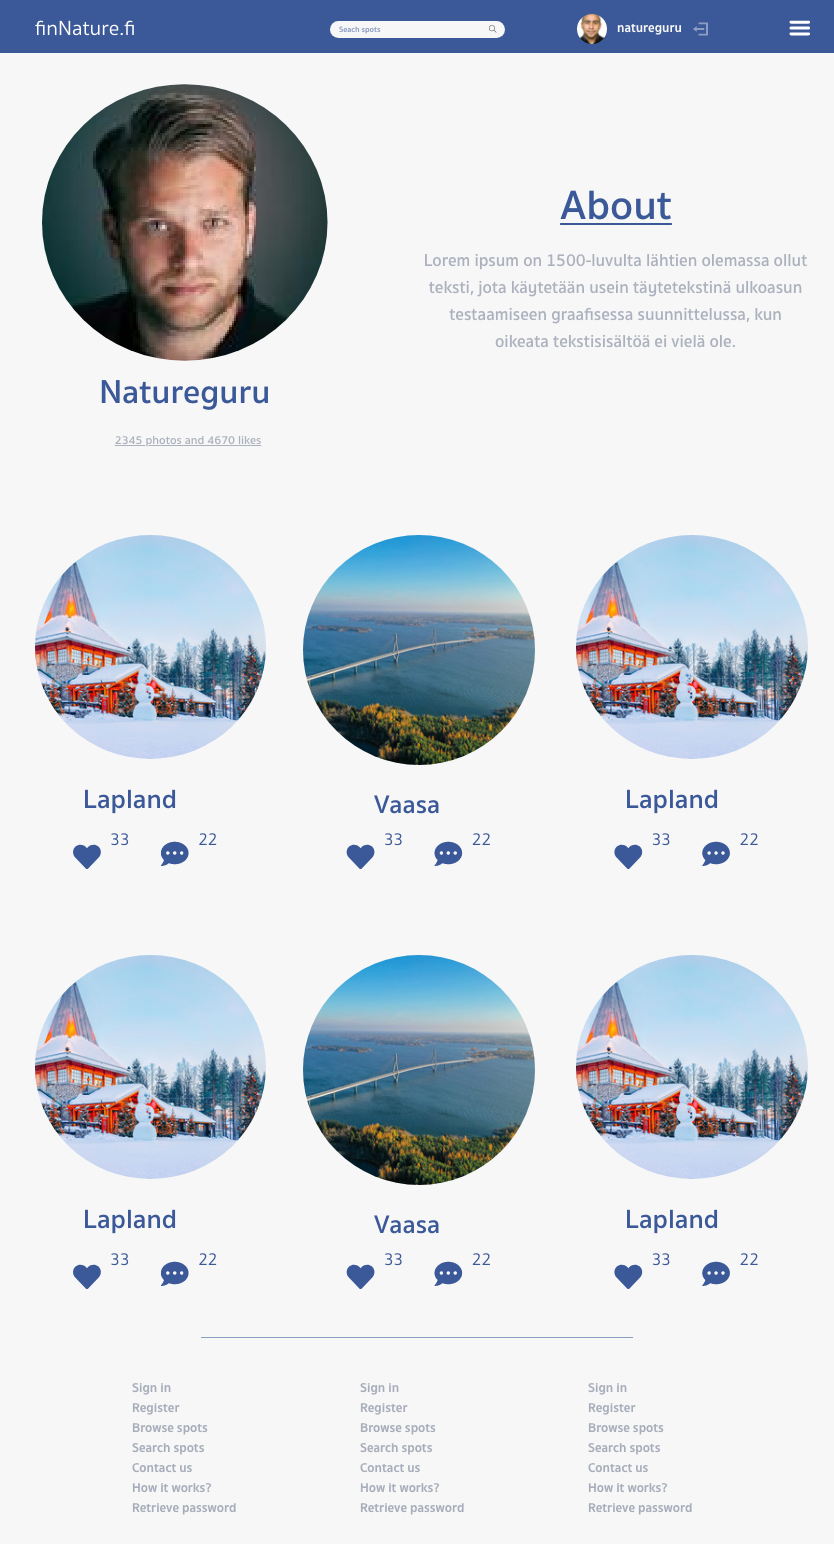 finNature.fi
Seach spots
natureguru
About
Lorem ipsum on 1500-luvulta lähtien olemassa ollut
teksti, jota käytetään usein täytetekstinä ulkoasun
testaamiseen graafisessa suunnittelussa, kun
oikeata tekstisisältöä ei vielä ole.
Natureguru
2345 photos and 4670 likes
Lapland
Vaasa
Lapland
33 22
33 22
33 22
Lapland
Vaasa
Lapland
33 22
33 22
33 22
Sign in
Register
Browse spots
Search spots
Contact us
How it works?
Retrieve password
Sign in
Register
Browse spots
Search spots
Contact us
How it works?
Retrieve password
Sign in
Register
Browse spots
Search spots
Contact us
How it works?
Retrieve password